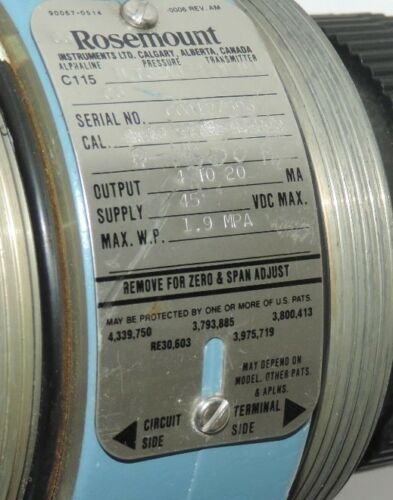 90067-0514 0006 REV. AM
Rosemount
INSTRUMENTS LTD. CALGARY, ALBERTA, CANADA
ALPHALINE PRESSURE TRANSMITTER
C1151
SERIAL NO.
CAL.
OUTPUT 4 TO 20 MA
SUPPLY 45 VDC MAX.
MAX. W.P. 1.9 MPA
REMOVE FOR ZERO & SPAN ADJUST
MAY BE PROTECTED BY ONE OR MORE OF U.S. PATS.
4,339,750 3,793,885 3,800,413
RE30,603 3,975,719
MAY DEPEND ON
MODEL. OTHER PATS.
& APLNS.
CIRCUIT
SIDE
TERMINAL
SIDE